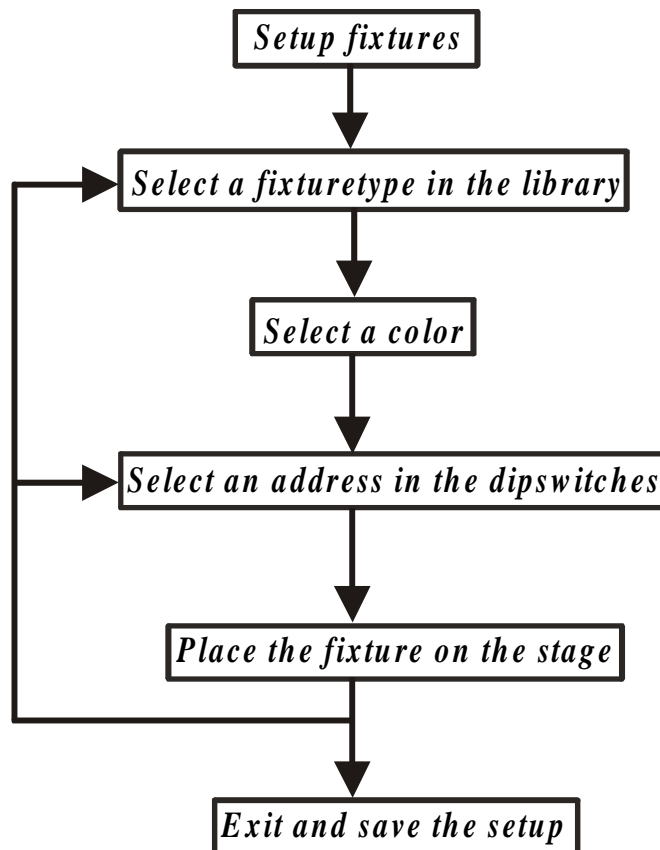 Setup fixtures
Select a fixturetype in the library
Select a color
Select an address in the dipswitches
Place the fixture on the stage
Exit and save the setup